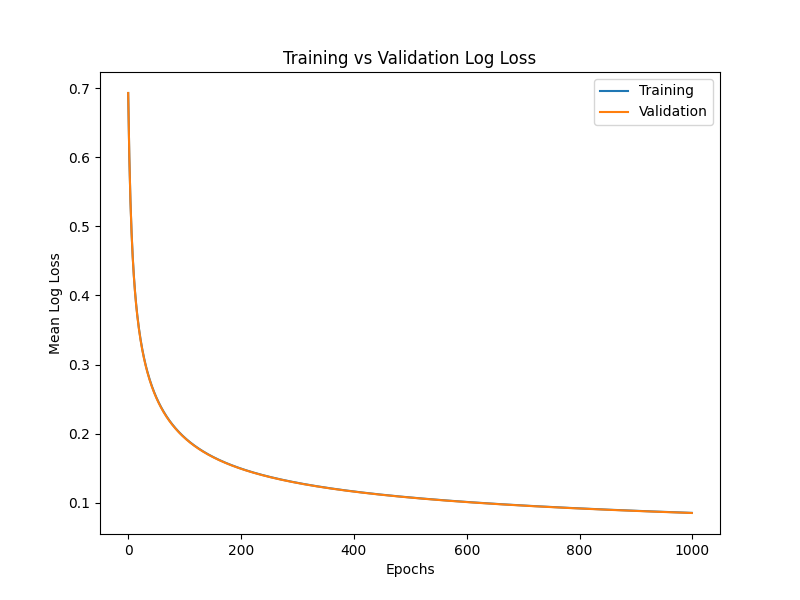 Training vs Validation Log Loss
Training
Validation
0.7
0.6
0.5
0.4
0.3
0.2
0.1
Mean Log Loss
0 200 400 600 800 1000
Epochs